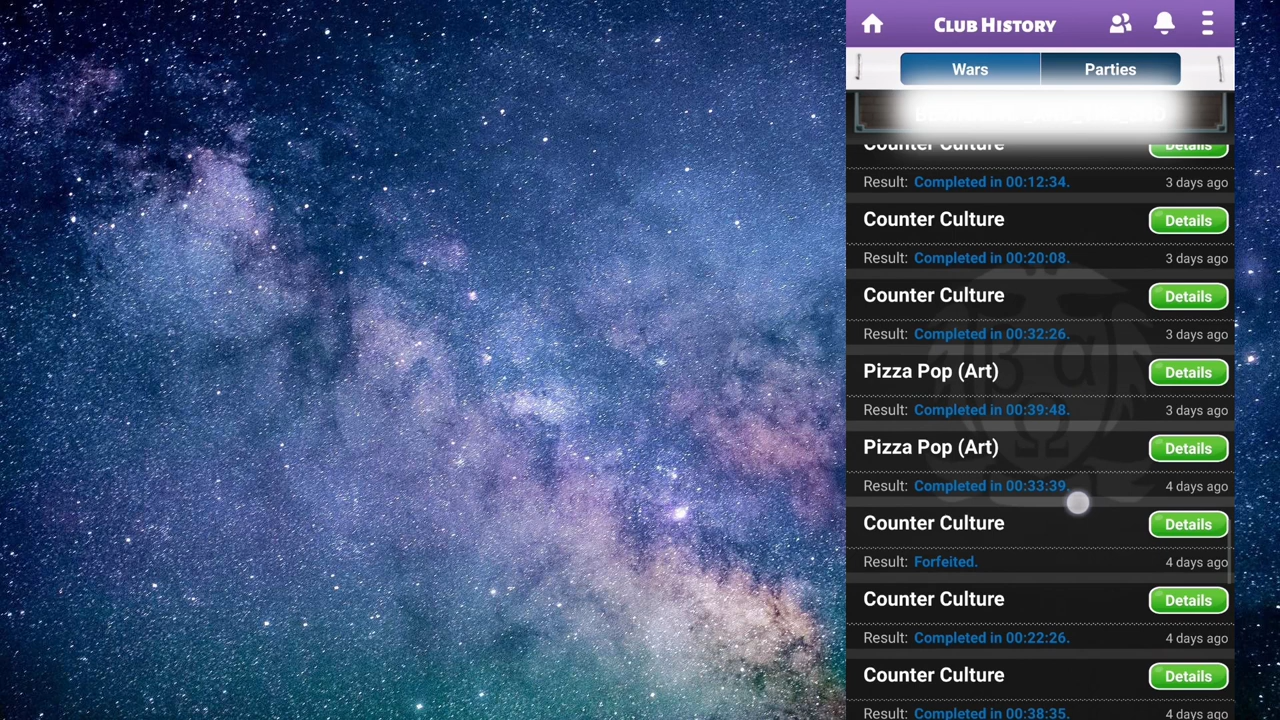 Club History
Wars
Parties
Counter Culture
Details
Result: Completed in 00:12:34.
3 days ago
Counter Culture
Details
Result: Completed in 00:20:08.
3 days ago
Counter Culture
Details
Result: Completed in 00:32:26.
3 days ago
Pizza Pop (Art)
Details
Result: Completed in 00:39:48.
3 days ago
Pizza Pop (Art)
Details
Result: Completed in 00:33:39.
4 days ago
Counter Culture
Details
Result: Forfeited.
4 days ago
Counter Culture
Details
Result: Completed in 00:22:26.
4 days ago
Counter Culture
Details
Result: Completed in 00:38:35.
4 days ago
β α
Ω